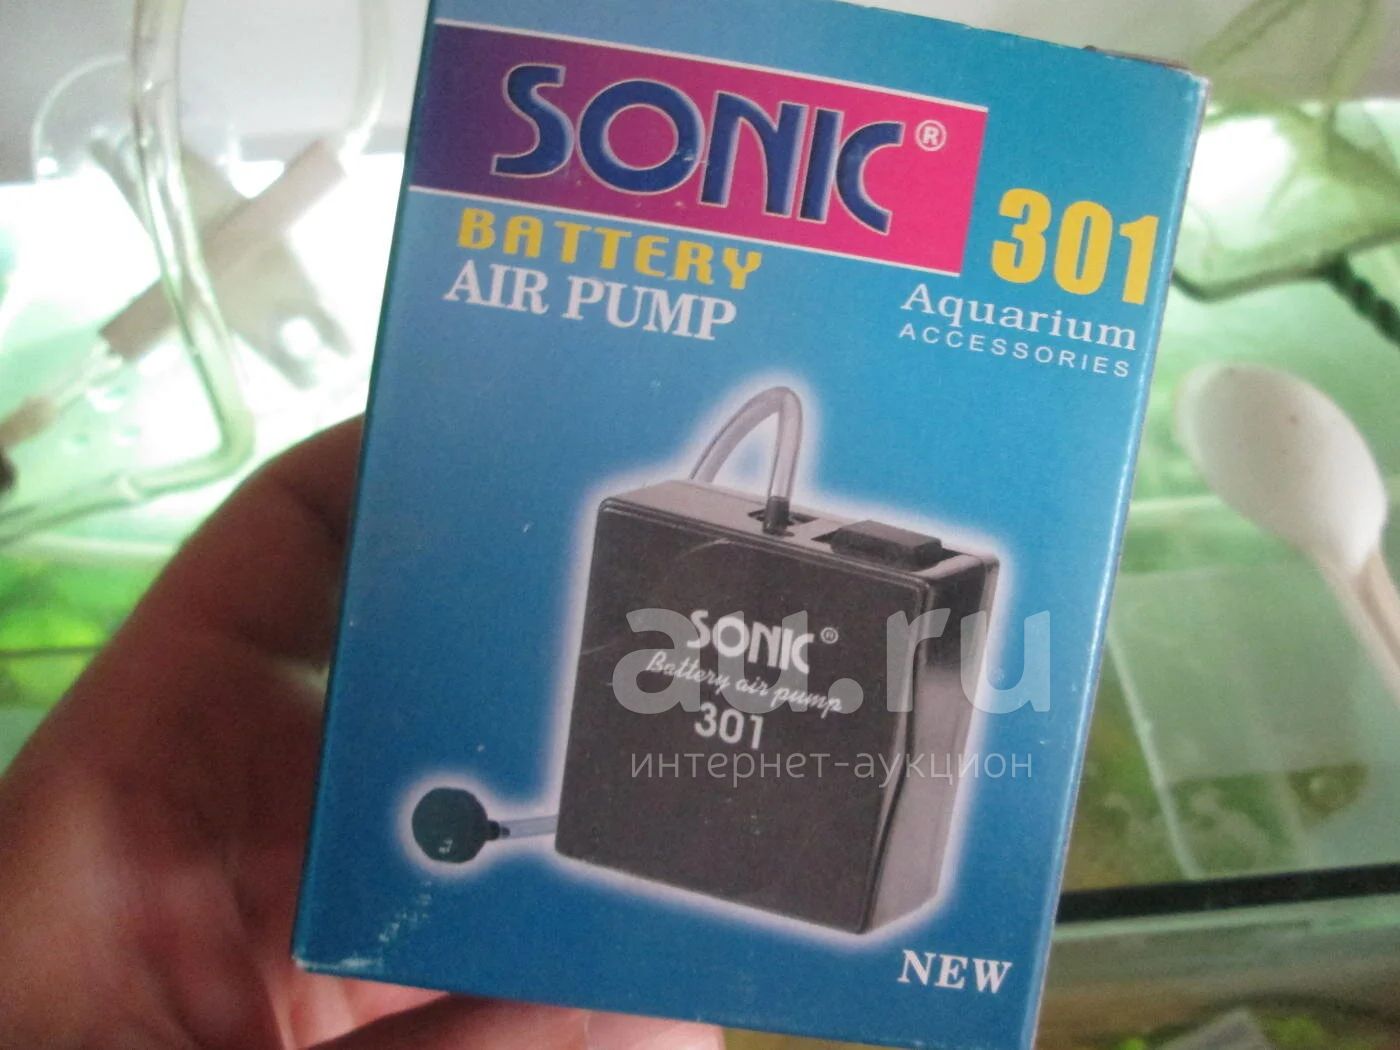 SONIC®
BATTERY
AIR PUMP
301
Aquarium
ACCESSORIES
SONIC®
Battery air pump
301
au.ru
интернет-аукцион
NEW